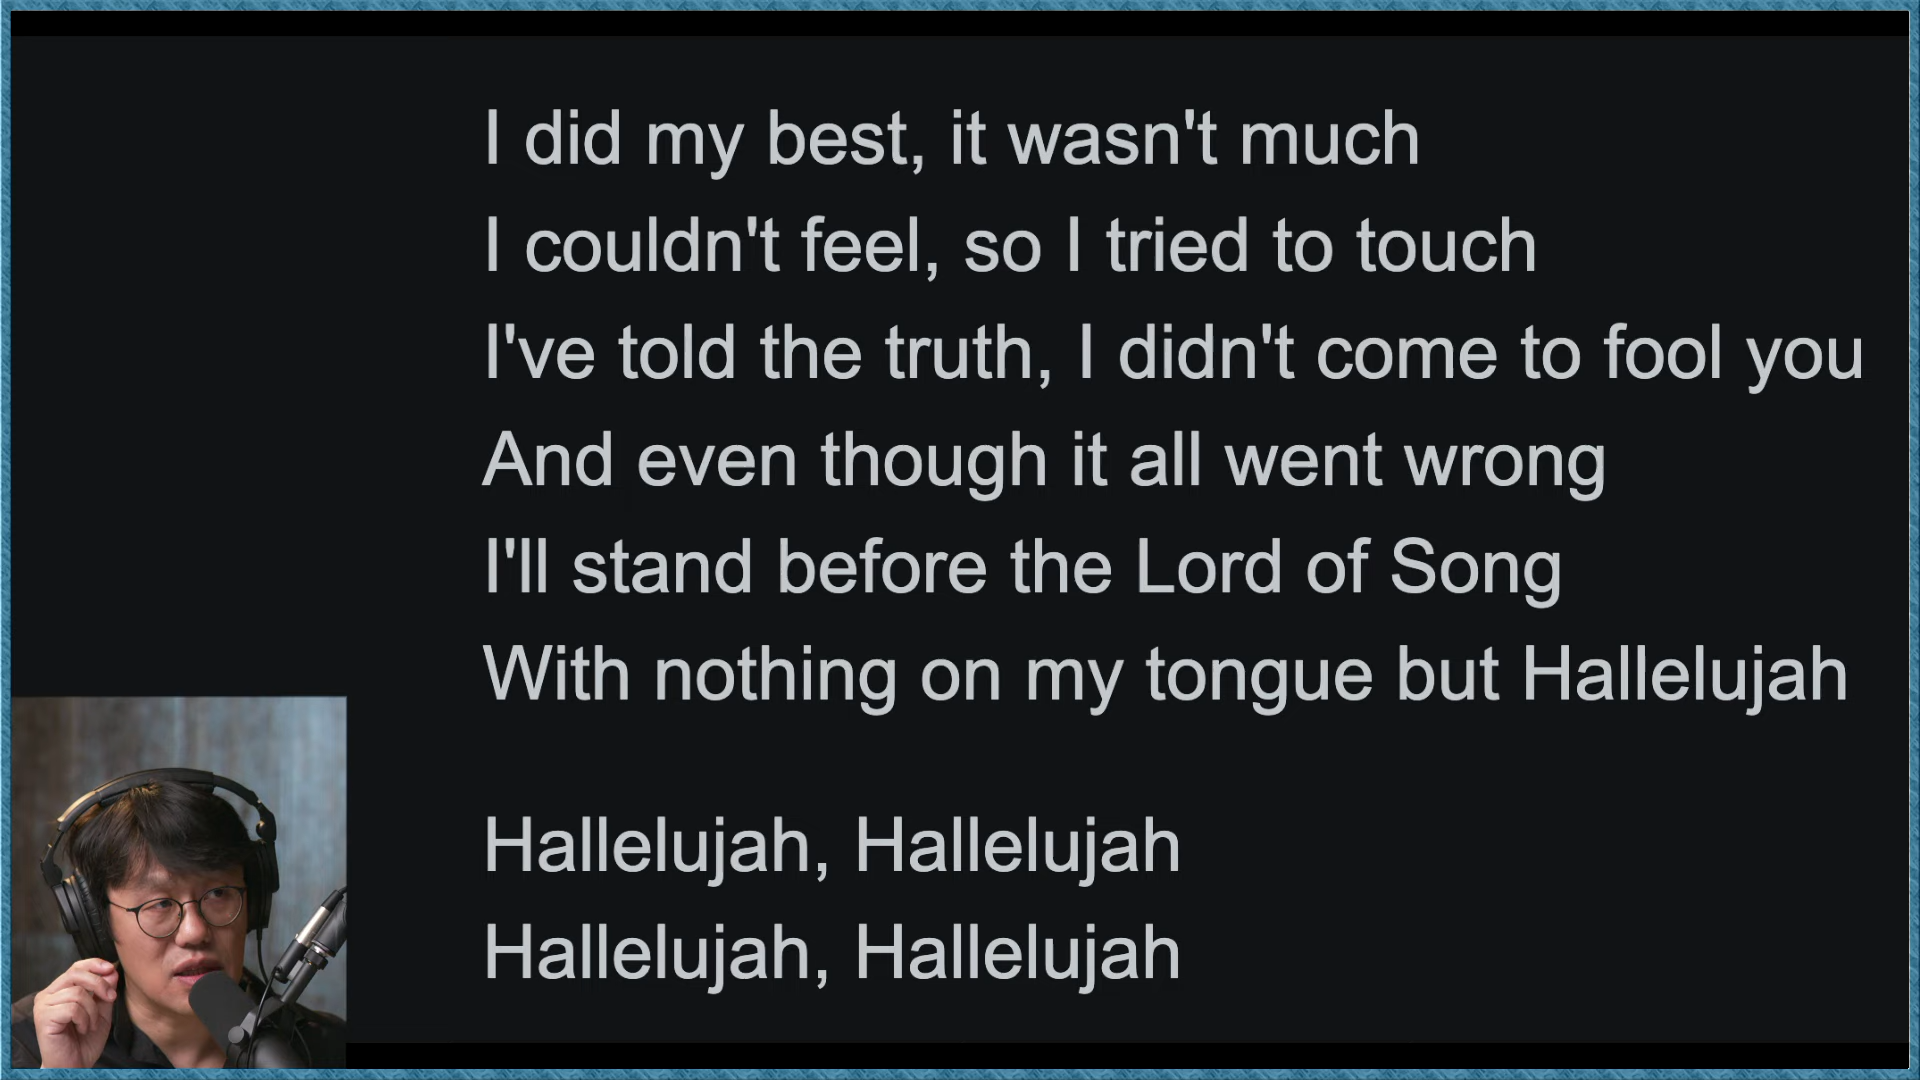 I did my best, it wasn't much
I couldn't feel, so I tried to touch
I've told the truth, I didn't come to fool you
And even though it all went wrong
I'll stand before the Lord of Song
With nothing on my tongue but Hallelujah
Hallelujah, Hallelujah
Hallelujah, Hallelujah